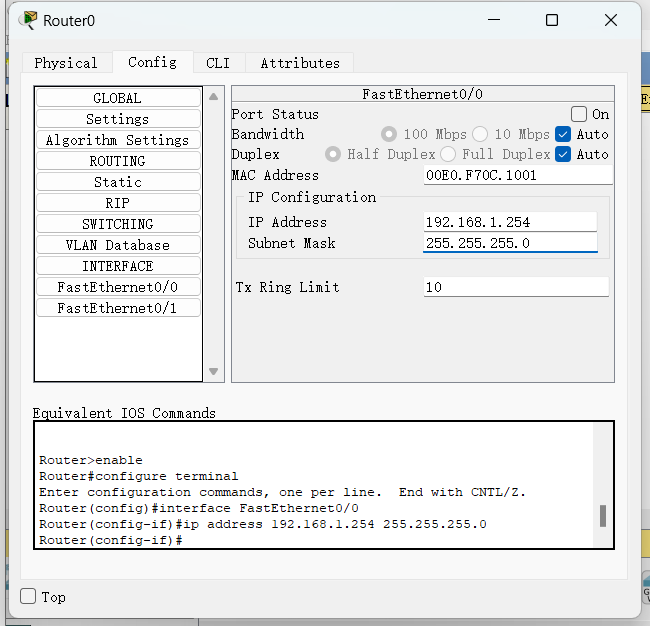 Router0
Physical Config CLI Attributes
GLOBAL
Settings
Algorithm Settings
ROUTING
Static
RIP
SWITCHING
VLAN Database
INTERFACE
FastEthernet0/0
FastEthernet0/1
FastEthernet0/0
Port Status On
Bandwidth 100 Mbps 10 Mbps Auto
Duplex Half Duplex Full Duplex Auto
MAC Address 00E0.F70C.1001
IP Configuration
IP Address 192.168.1.254
Subnet Mask 255.255.255.0
Tx Ring Limit 10
Equivalent IOS Commands
Router>enable
Router#configure terminal
Enter configuration commands, one per line.  End with CNTL/Z.
Router(config)#interface FastEthernet0/0
Router(config-if)#ip address 192.168.1.254 255.255.255.0
Router(config-if)#
Top